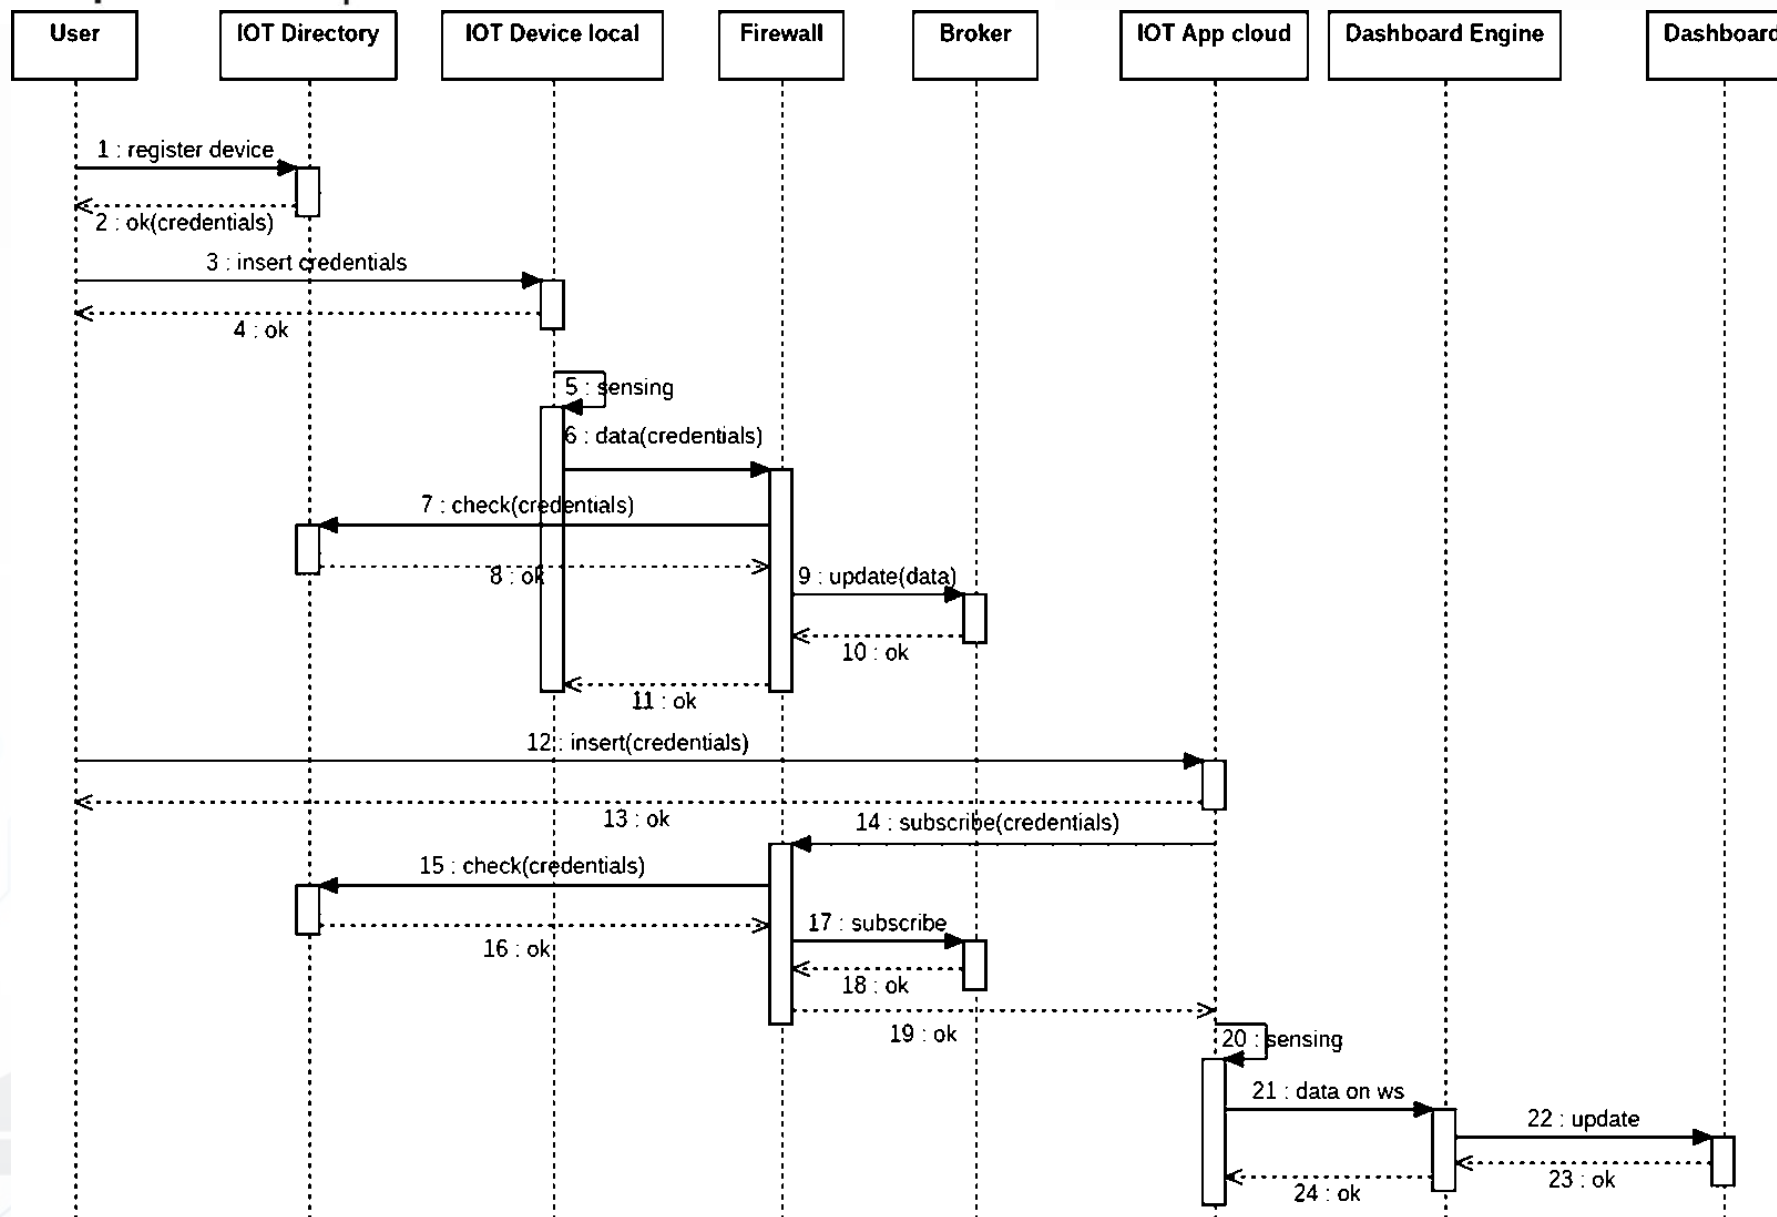 User
IOT Directory
IOT Device local
Firewall
Broker
IOT App cloud
Dashboard Engine
Dashboard
1 : register device
2 : ok(credentials)
3 : insert credentials
4 : ok
5 : sensing
6 : data(credentials)
7 : check(credentials)
8 : ok
9 : update(data)
10 : ok
11 : ok
12 : insert(credentials)
13 : ok
14 : subscribe(credentials)
15 : check(credentials)
16 : ok
17 : subscribe
18 : ok
19 : ok
20 : sensing
21 : data on ws
22 : update
23 : ok
24 : ok